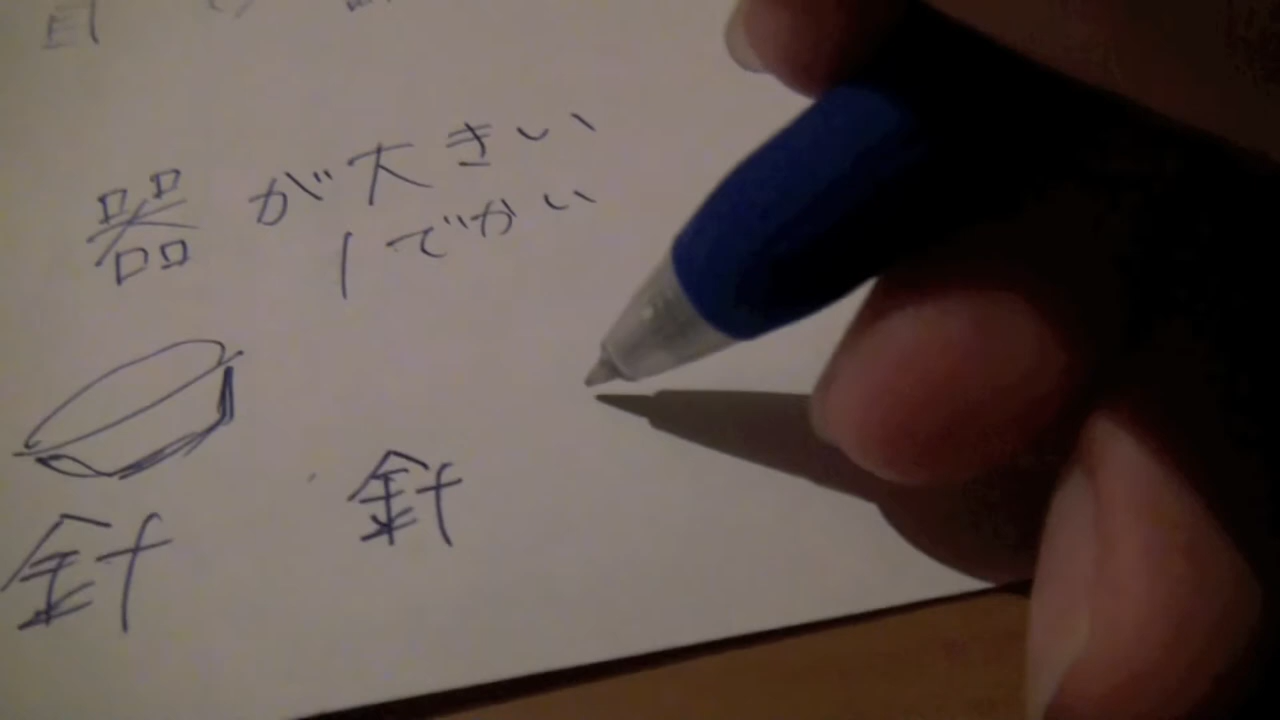 器が大きい
/でかい
針 針